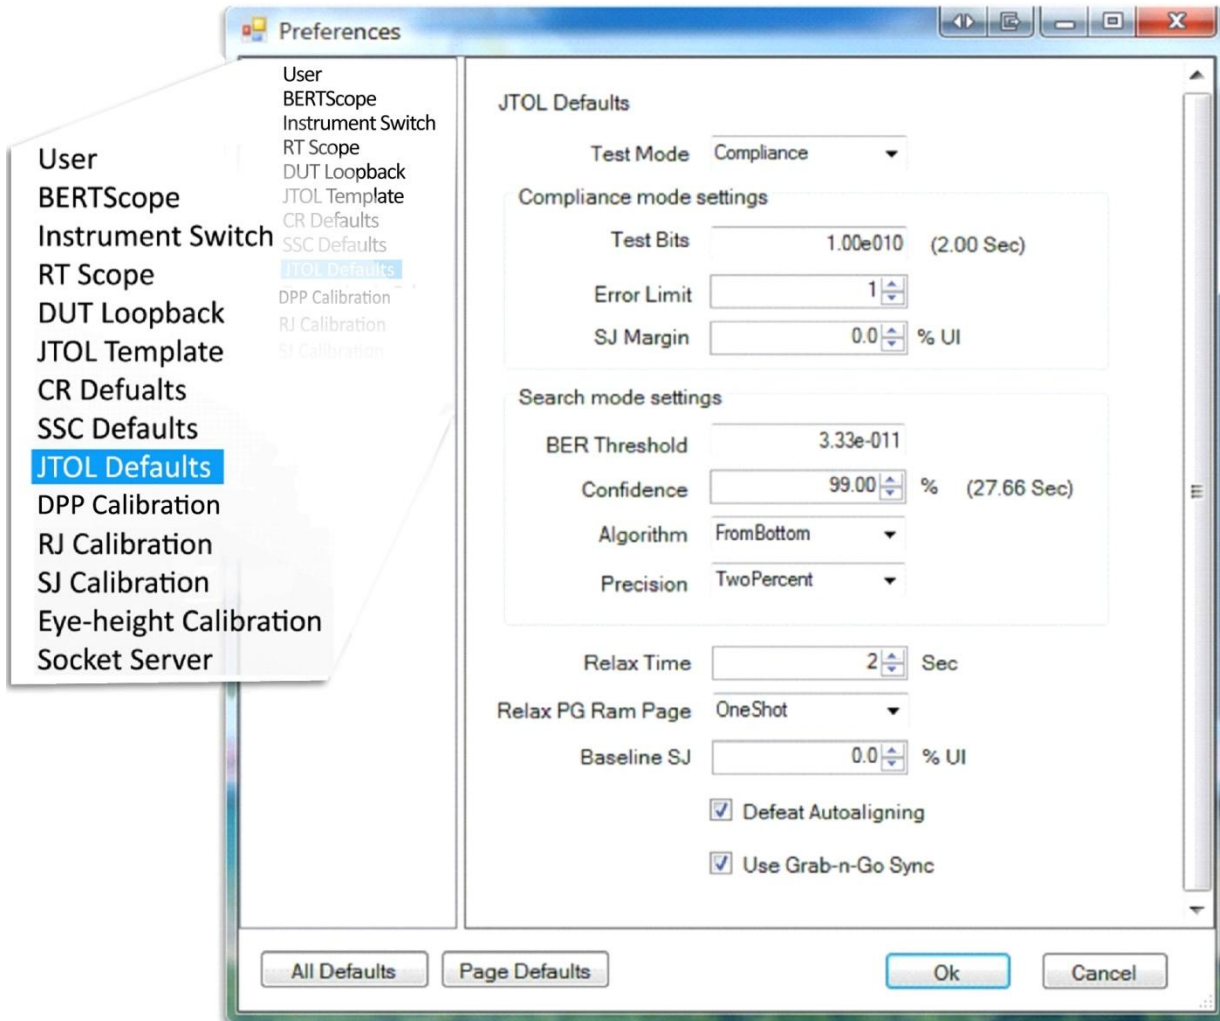 Preferences
User
BERTScope
Instrument Switch
RT Scope
DUT Loopback
JTOL Template
CR Defualts
SSC Defaults
JTOL Defaults
DPP Calibration
RJ Calibration
SJ Calibration
Eye-height Calibration
Socket Server
User
BERTScope
Instrument Switch
RT Scope
DUT Loopback
JTOL Template
CR Defaults
SSC Defaults
JTOL Defaults
DPP Calibration
RJ Calibration
SJ Calibration
JTOL Defaults
Test Mode Compliance
Compliance mode settings
Test Bits 1.00e010 (2.00 Sec)
Error Limit 1
SJ Margin 0.0 % UI
Search mode settings
BER Threshold 3.33e-011
Confidence 99.00 % (27.66 Sec)
Algorithm FromBottom
Precision TwoPercent
Relax Time 2 Sec
Relax PG Ram Page OneShot
Baseline SJ 0.0 % UI
Defeat Autoaligning
Use Grab-n-Go Sync
All Defaults Page Defaults Ok Cancel